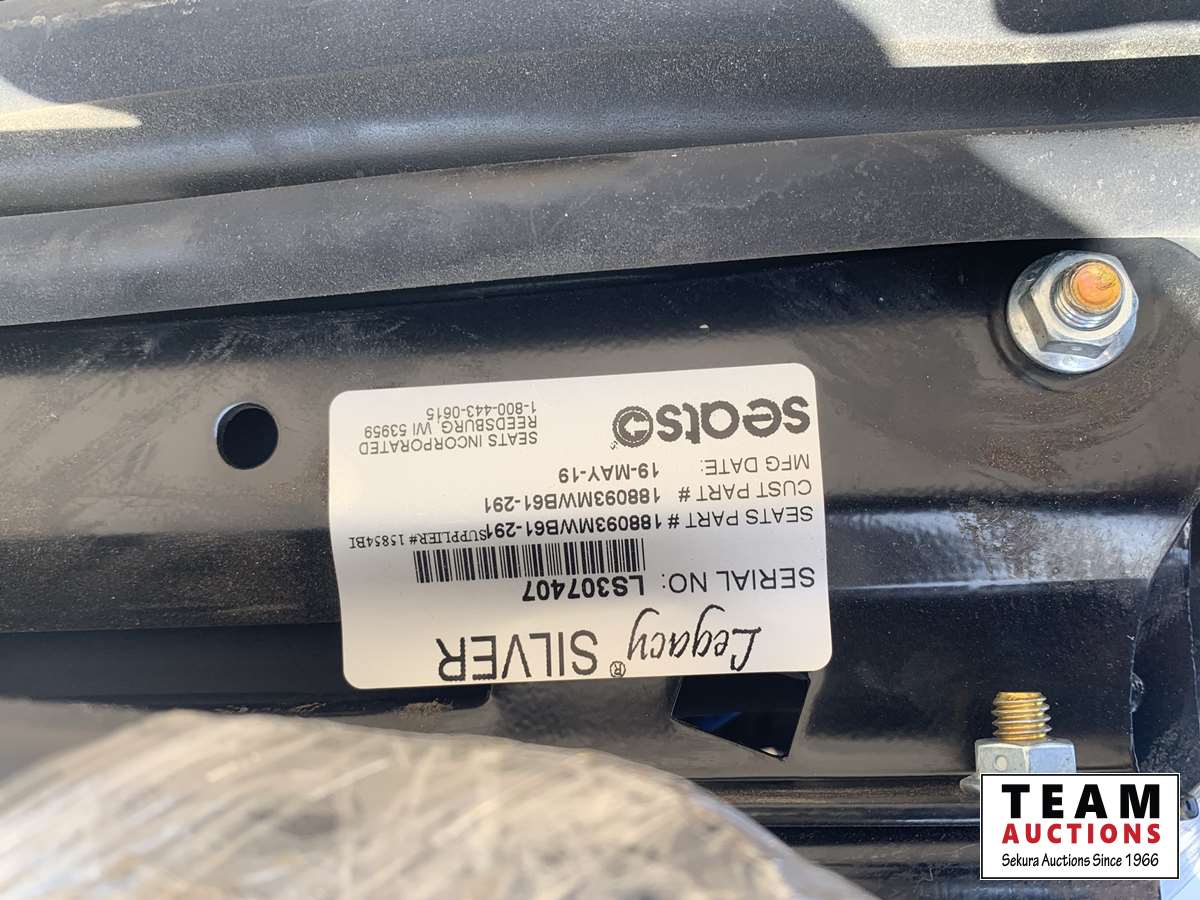 Legacy® SILVER
SERIAL NO: LS307407
SEATS PART # 188093MWB61-291 SUPPLIER# 15854BI
CUST PART # 188093MWB61-291
MFG DATE: 19-MAY-19
seats
SEATS INCORPORATED
REEDSBURG, WI 53959
1-800-443-0615
TEAM
AUCTIONS
Sekura Auctions Since 1966